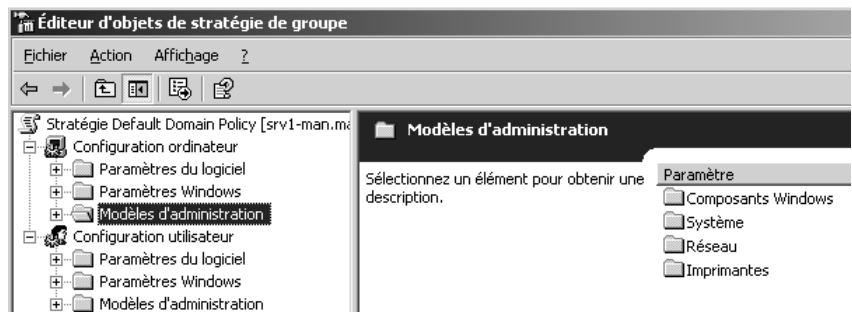 Éditeur d'objets de stratégie de groupe
Fichier Action Affichage ?
Stratégie Default Domain Policy [srv1-man.ma
Configuration ordinateur
Paramètres du logiciel
Paramètres Windows
Modèles d'administration
Configuration utilisateur
Paramètres du logiciel
Paramètres Windows
Modèles d'administration
Modèles d'administration
Sélectionnez un élément pour obtenir une
description.
Paramètre
Composants Windows
Système
Réseau
Imprimantes